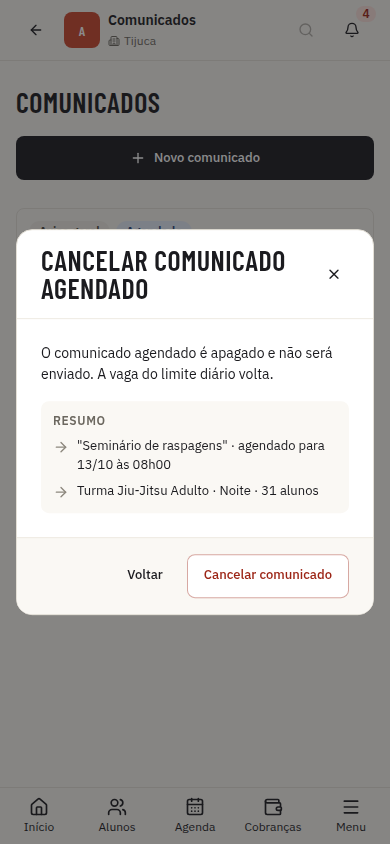 A
Comunicados
Tijuca
4
COMUNICADOS
Novo comunicado
CANCELAR COMUNICADO
AGENDADO
O comunicado agendado é apagado e não será
enviado. A vaga do limite diário volta.
RESUMO
"Seminário de raspagens" · agendado para
13/10 às 08h00
Turma Jiu-Jitsu Adulto · Noite · 31 alunos
Voltar
Cancelar comunicado
Início
Alunos
Agenda
Cobranças
Menu